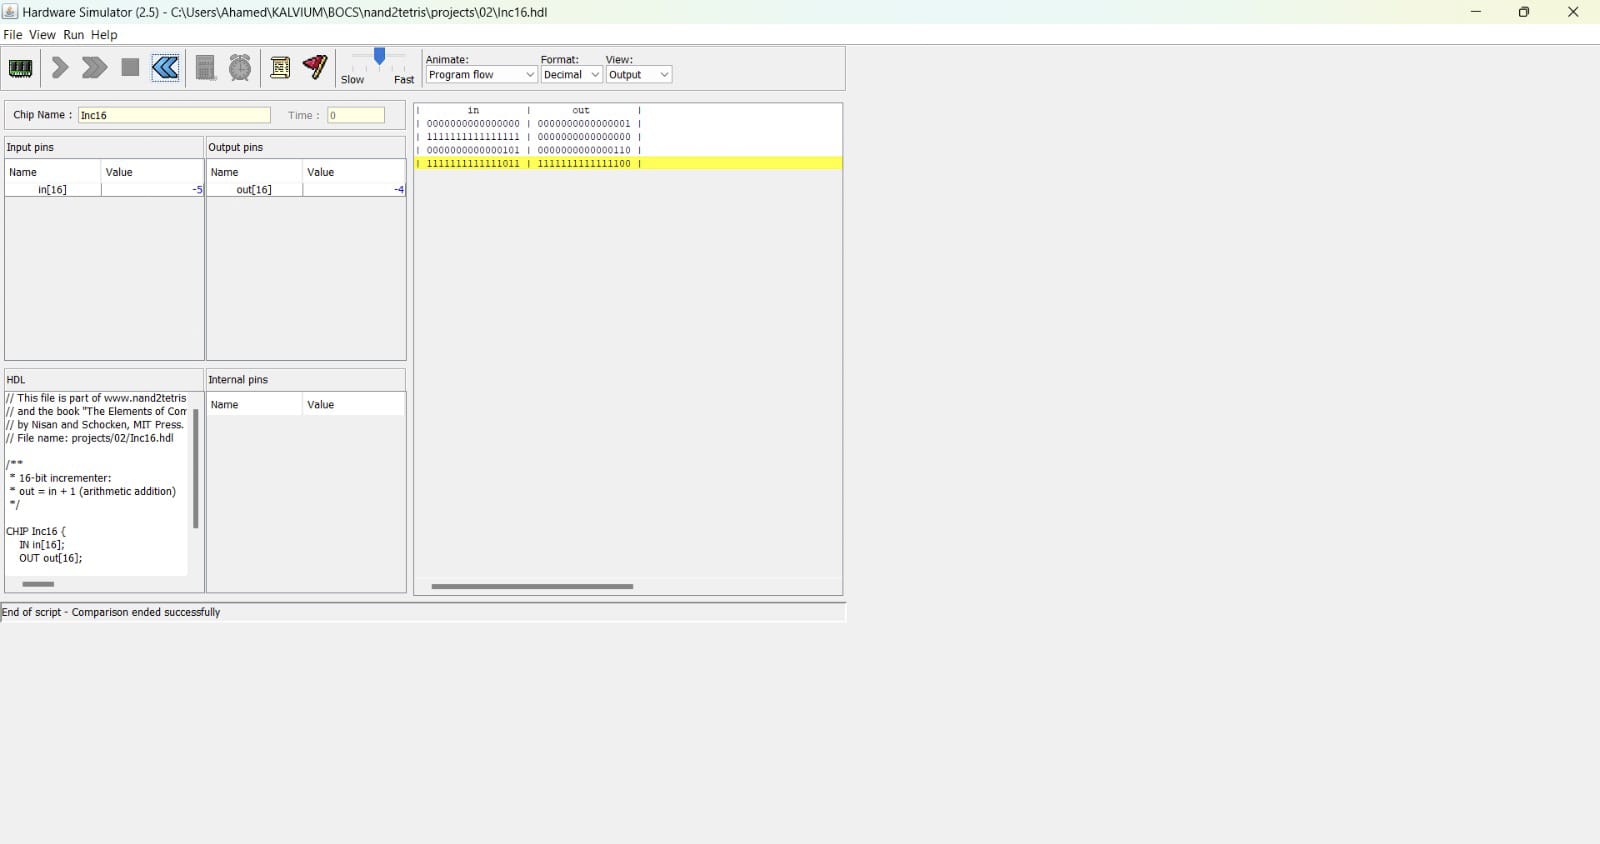 Hardware Simulator (2.5) - C:\Users\Ahamed\KALVIUM\BOCS\nand2tetris\projects\02\Inc16.hdl
File View Run Help
Slow Fast
Animate: Format: View:
Program flow Decimal Output
Chip Name : Inc16 Time : 0
Input pins
Name Value
in[16] -5
Output pins
Name Value
out[16] -4
HDL
// This file is part of www.nand2tetris
// and the book "The Elements of Com
// by Nisan and Schocken, MIT Press.
// File name: projects/02/Inc16.hdl
/**
* 16-bit incrementer:
* out = in + 1 (arithmetic addition)
*/
CHIP Inc16 {
IN in[16];
OUT out[16];
Internal pins
Name Value
| in | out |
| 0000000000000000 | 0000000000000001 |
| 1111111111111111 | 0000000000000000 |
| 0000000000000101 | 0000000000000110 |
| 1111111111111011 | 1111111111111100 |
End of script - Comparison ended successfully